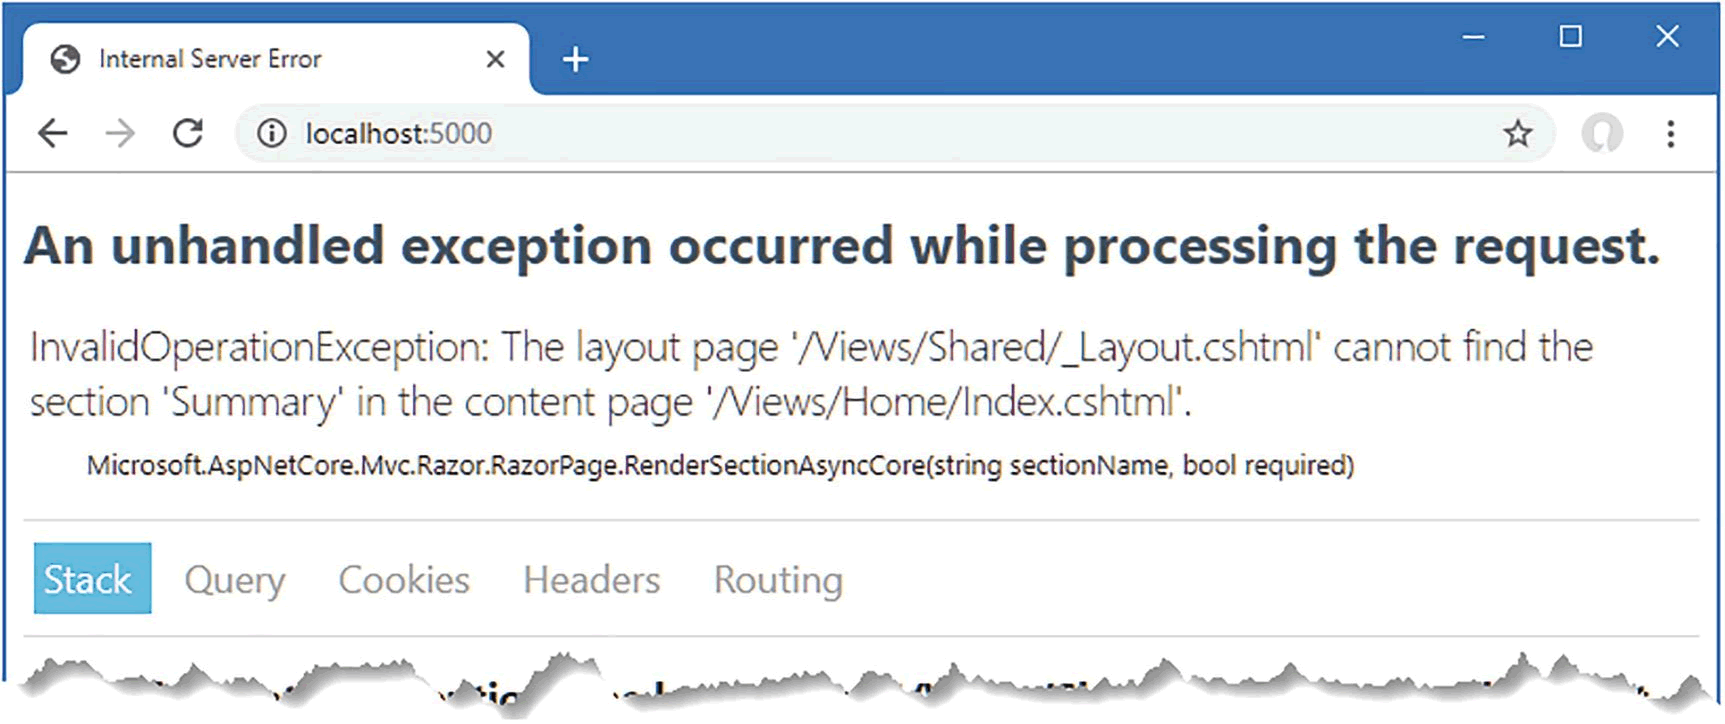 Internal Server Error
localhost:5000
An unhandled exception occurred while processing the request.
InvalidOperationException: The layout page '/Views/Shared/_Layout.cshtml' cannot find the
section 'Summary' in the content page '/Views/Home/Index.cshtml'.
Microsoft.AspNetCore.Mvc.Razor.RazorPage.RenderSectionAsyncCore(string sectionName, bool required)
Stack Query Cookies Headers Routing